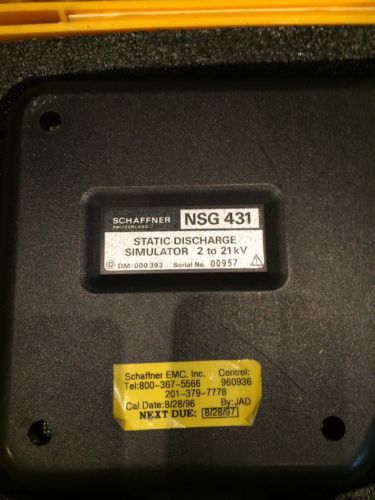 SCHAFFNER NSG 431
SWITZERLAND
STATIC DISCHARGE
SIMULATOR 2 to 21 kV
DM/000 393 Serial No. 00957
Schaffner EMC. Inc. Control:
Tel:800-367-5566 960936
201-379-7778
Cal Date:8/28/96 By:JAD
NEXT DUE: 8/28/97